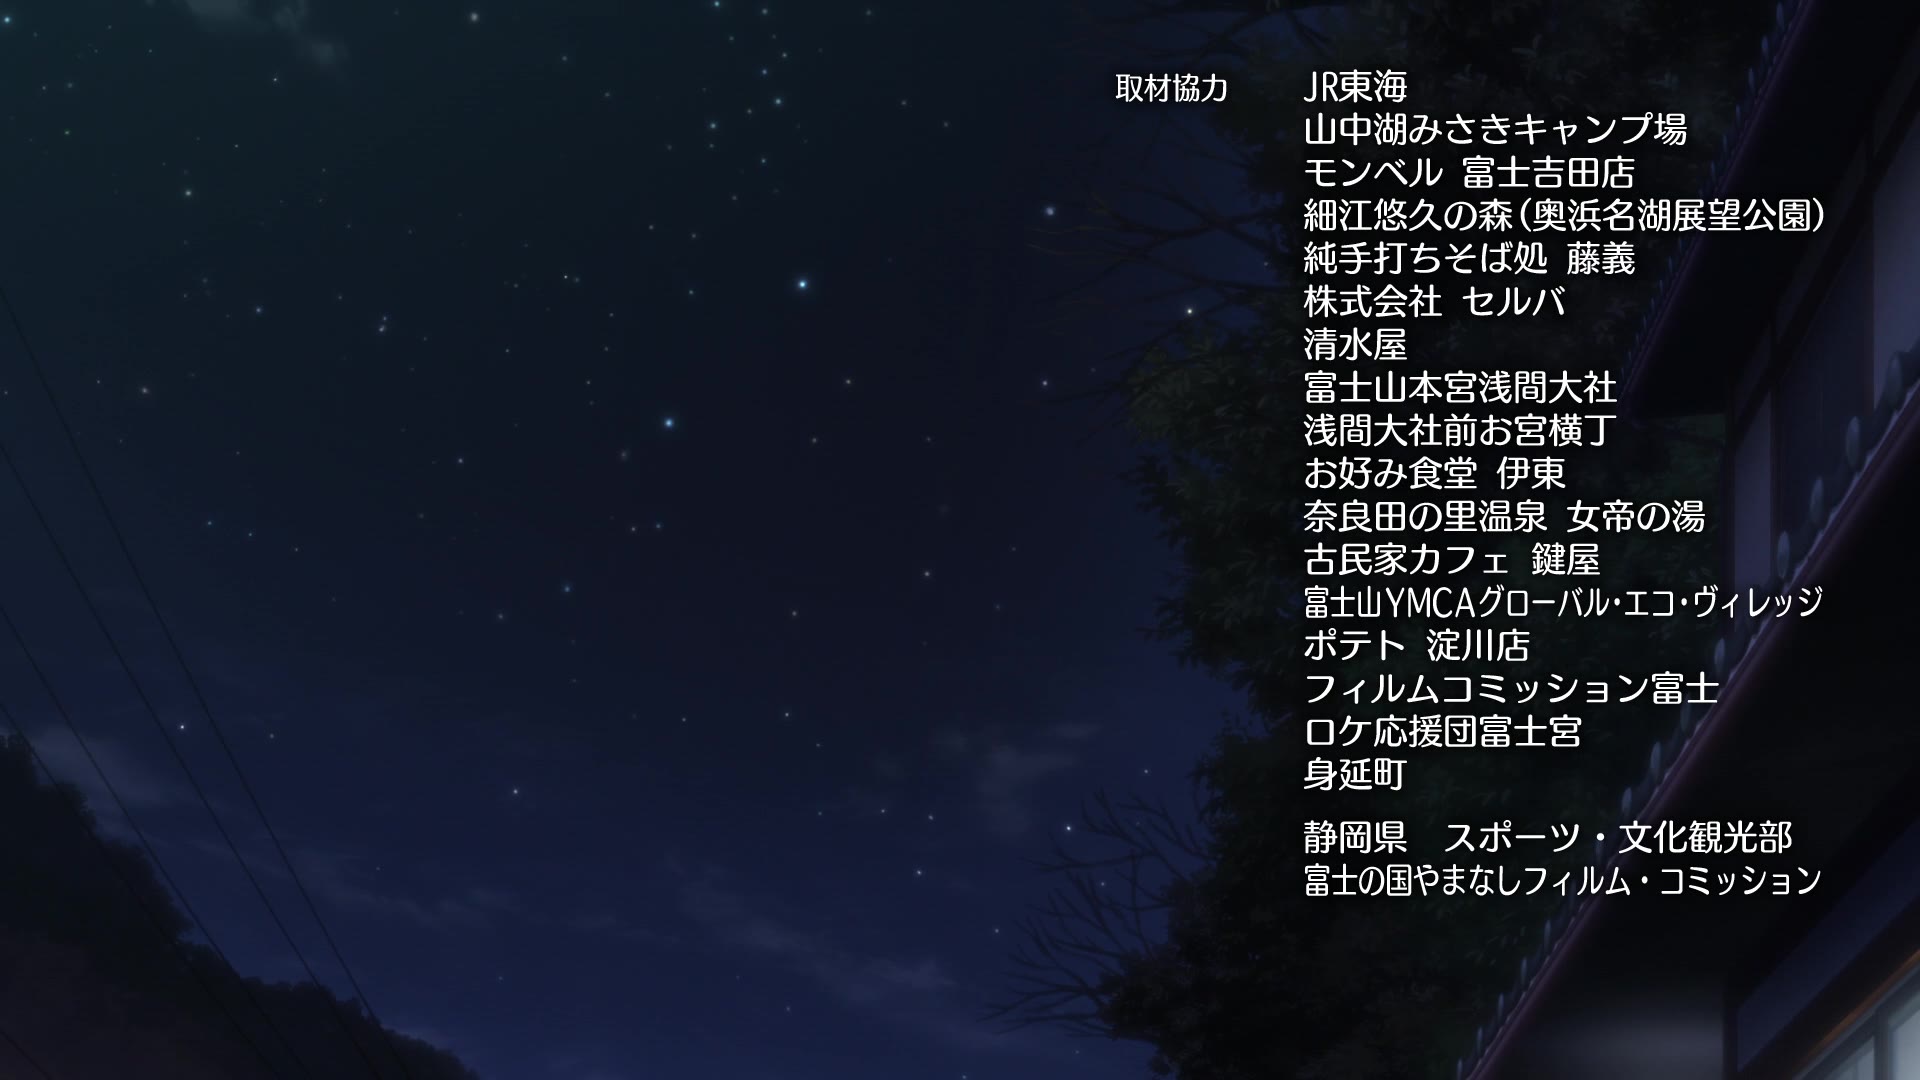 取材協力 JR東海
山中湖みさきキャンプ場
モンベル 富士吉田店
細江悠久の森(奥浜名湖展望公園)
純手打ちそば処 藤義
株式会社 セルバ
清水屋
富士山本宮浅間大社
浅間大社前お宮横丁
お好み食堂 伊東
奈良田の里温泉 女帝の湯
古民家カフェ 鍵屋
富士山YMCAグローバル・エコ・ヴィレッジ
ポテト 淀川店
フィルムコミッション富士
ロケ応援団富士宮
身延町
静岡県　スポーツ・文化観光部
富士の国やまなしフィルム・コミッション